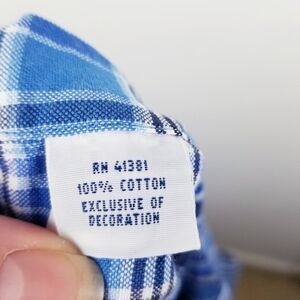 RN 41381
100% COTTON
EXCLUSIVE OF
DECORATION